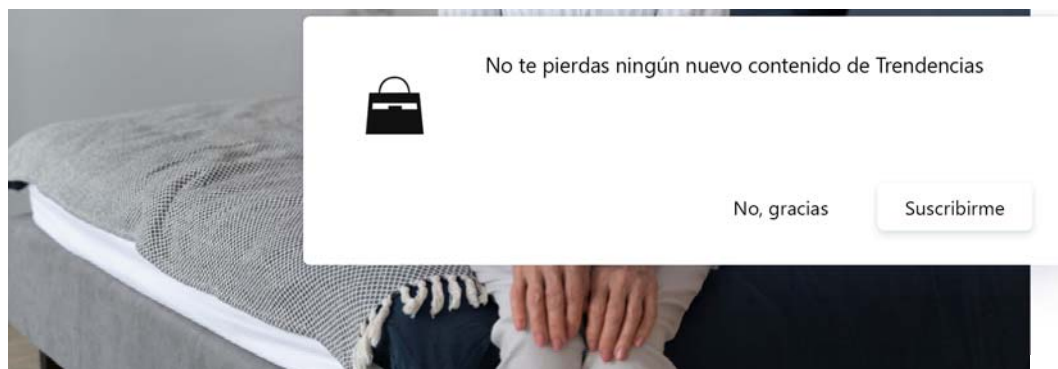 No te pierdas ningún nuevo contenido de Trendencias
No, gracias
Suscribirme